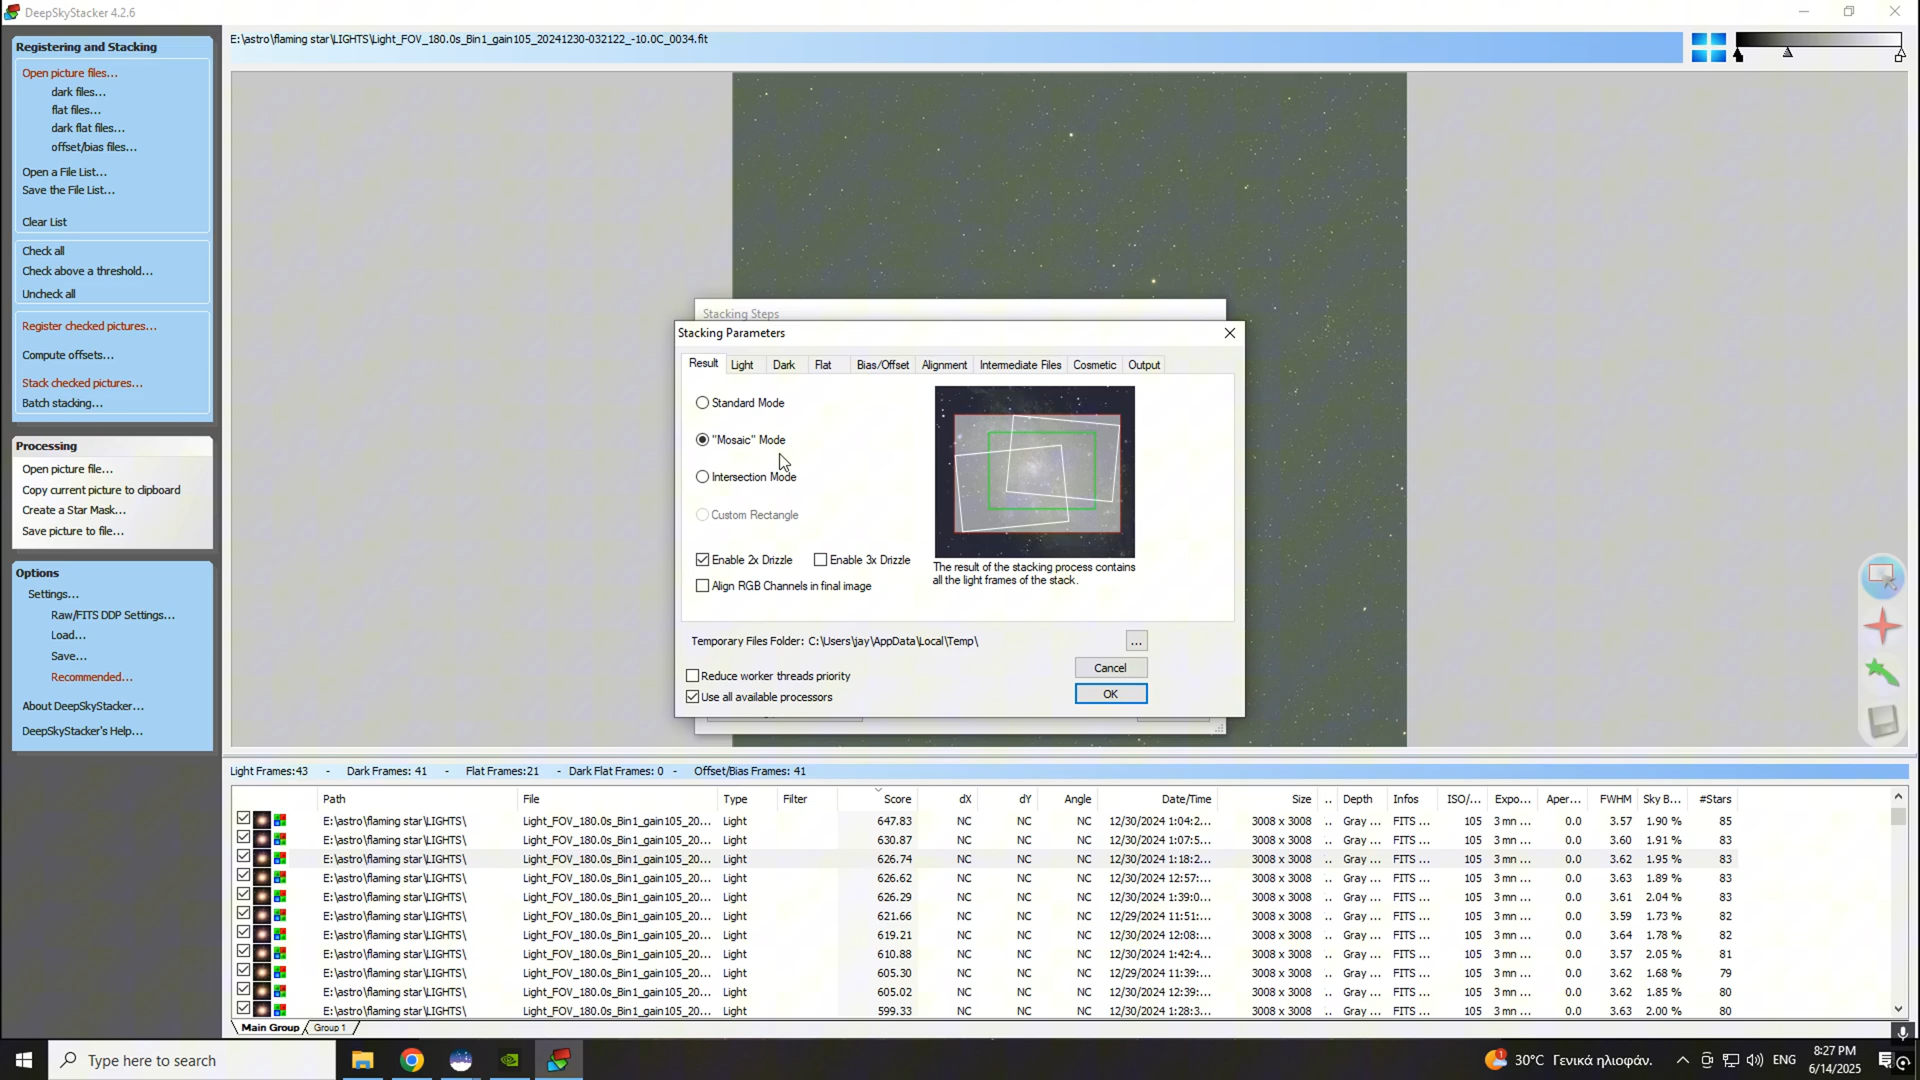 DeepSkyStacker 4.2.6
Registering and Stacking
Open picture files...
dark files...
flat files...
dark flat files...
offset/bias files...
Open a File List...
Save the File List...
Clear List
Check all
Check above a threshold...
Uncheck all
Register checked pictures...
Compute offsets...
Stack checked pictures...
Batch stacking...
Processing
Open picture file...
Copy current picture to clipboard
Create a Star Mask...
Save picture to file...
Options
Settings...
Raw/FITS DDP Settings...
Load...
Save...
Recommended...
About DeepSkyStacker...
DeepSkyStacker's Help...
E:\astro\flaming star\LIGHTS\Light_FOV_180.0s_Bin1_gain105_20241230-032122_-10.0C_0034.fit
Stacking Steps
Stacking Parameters
Result Light Dark Flat Bias/Offset Alignment Intermediate Files Cosmetic Output
Standard Mode
"Mosaic" Mode
Intersection Mode
Custom Rectangle
Enable 2x Drizzle Enable 3x Drizzle
Align RGB Channels in final image
The result of the stacking process contains
all the light frames of the stack.
Temporary Files Folder: C:\Users\jay\AppData\Local\Temp\ ...
Reduce worker threads priority
Use all available processors
Cancel
OK
Light Frames:43 - Dark Frames: 41 - Flat Frames:21 - Dark Flat Frames: 0 - Offset/Bias Frames: 41
Path File Type Filter Score dX dY Angle Date/Time Size .. Depth Infos ISO/... Expo... Aper... FWHM Sky B... #Stars
E:\astro\flaming star\LIGHTS\ Light_FOV_180.0s_Bin1_gain105_20... Light 647.83 NC NC NC 12/30/2024 1:04:2... 3008 x 3008 .. Gray ... FITS ... 105 3 mn ... 0.0 3.57 1.90 % 85
E:\astro\flaming star\LIGHTS\ Light_FOV_180.0s_Bin1_gain105_20... Light 630.87 NC NC NC 12/30/2024 1:07:5... 3008 x 3008 .. Gray ... FITS ... 105 3 mn ... 0.0 3.60 1.91 % 83
E:\astro\flaming star\LIGHTS\ Light_FOV_180.0s_Bin1_gain105_20... Light 626.74 NC NC NC 12/30/2024 1:18:2... 3008 x 3008 .. Gray ... FITS ... 105 3 mn ... 0.0 3.62 1.95 % 83
E:\astro\flaming star\LIGHTS\ Light_FOV_180.0s_Bin1_gain105_20... Light 626.62 NC NC NC 12/30/2024 12:57:... 3008 x 3008 .. Gray ... FITS ... 105 3 mn ... 0.0 3.63 1.89 % 83
E:\astro\flaming star\LIGHTS\ Light_FOV_180.0s_Bin1_gain105_20... Light 626.29 NC NC NC 12/30/2024 1:39:0... 3008 x 3008 .. Gray ... FITS ... 105 3 mn ... 0.0 3.61 2.04 % 83
E:\astro\flaming star\LIGHTS\ Light_FOV_180.0s_Bin1_gain105_20... Light 621.66 NC NC NC 12/29/2024 11:51:... 3008 x 3008 .. Gray ... FITS ... 105 3 mn ... 0.0 3.59 1.73 % 82
E:\astro\flaming star\LIGHTS\ Light_FOV_180.0s_Bin1_gain105_20... Light 619.21 NC NC NC 12/30/2024 12:08:... 3008 x 3008 .. Gray ... FITS ... 105 3 mn ... 0.0 3.64 1.78 % 82
E:\astro\flaming star\LIGHTS\ Light_FOV_180.0s_Bin1_gain105_20... Light 610.88 NC NC NC 12/30/2024 1:42:4... 3008 x 3008 .. Gray ... FITS ... 105 3 mn ... 0.0 3.57 2.05 % 81
E:\astro\flaming star\LIGHTS\ Light_FOV_180.0s_Bin1_gain105_20... Light 605.30 NC NC NC 12/29/2024 11:39:... 3008 x 3008 .. Gray ... FITS ... 105 3 mn ... 0.0 3.62 1.68 % 79
E:\astro\flaming star\LIGHTS\ Light_FOV_180.0s_Bin1_gain105_20... Light 605.02 NC NC NC 12/30/2024 12:39:... 3008 x 3008 .. Gray ... FITS ... 105 3 mn ... 0.0 3.62 1.85 % 80
E:\astro\flaming star\LIGHTS\ Light_FOV_180.0s_Bin1_gain105_20... Light 599.33 NC NC NC 12/30/2024 1:28:3... 3008 x 3008 .. Gray ... FITS ... 105 3 mn ... 0.0 3.63 2.00 % 80
Main Group Group 1
Type here to search
1 30°C Γενικά ηλιοφάν. ENG
8:27 PM
6/14/2025